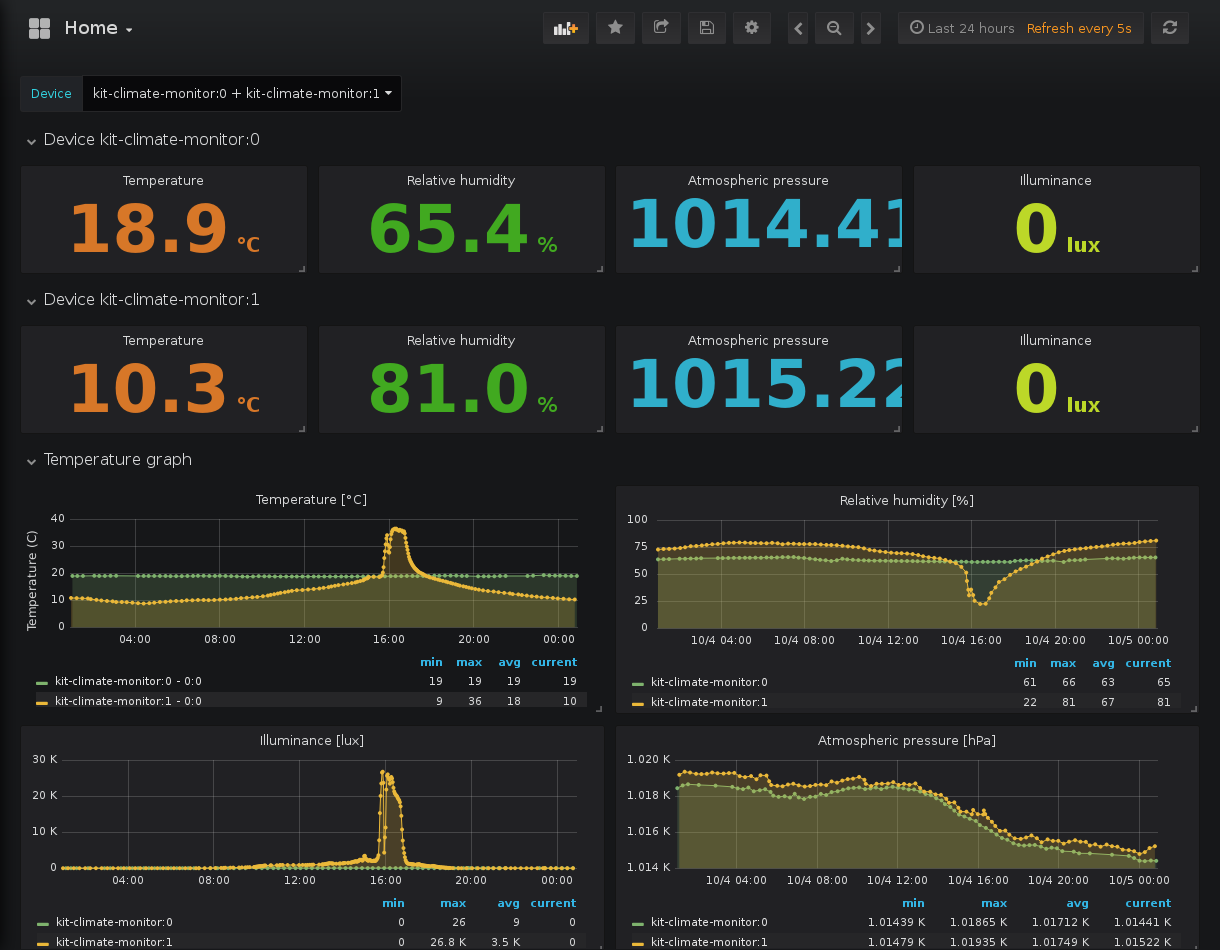 Home
Last 24 hours Refresh every 5s
Device kit-climate-monitor:0 + kit-climate-monitor:1
Device kit-climate-monitor:0
Temperature Relative humidity Atmospheric pressure Illuminance
18.9 °C 65.4 % 1014.41 0 lux
Device kit-climate-monitor:1
Temperature Relative humidity Atmospheric pressure Illuminance
10.3 °C 81.0 % 1015.22 0 lux
Temperature graph
Temperature [°C]
Temperature (C)
40
30
20
10
0
04:00 08:00 12:00 16:00 20:00 00:00
min max avg current
kit-climate-monitor:0 - 0:0 19 19 19 19
kit-climate-monitor:1 - 0:0 9 36 18 10
Relative humidity [%]
100
75
50
25
0
10/4 04:00 10/4 08:00 10/4 12:00 10/4 16:00 10/4 20:00 10/5 00:00
min max avg current
kit-climate-monitor:0 61 66 63 65
kit-climate-monitor:1 22 81 67 81
Illuminance [lux]
30 K
20 K
10 K
0
04:00 08:00 12:00 16:00 20:00 00:00
min max avg current
kit-climate-monitor:0 0 26 9 0
kit-climate-monitor:1 0 26.8 K 3.5 K 0
Atmospheric pressure [hPa]
1.020 K
1.018 K
1.016 K
1.014 K
10/4 04:00 10/4 08:00 10/4 12:00 10/4 16:00 10/4 20:00 10/5 00:00
min max avg current
kit-climate-monitor:0 1.01439 K 1.01865 K 1.01712 K 1.01441 K
kit-climate-monitor:1 1.01479 K 1.01935 K 1.01749 K 1.01522 K